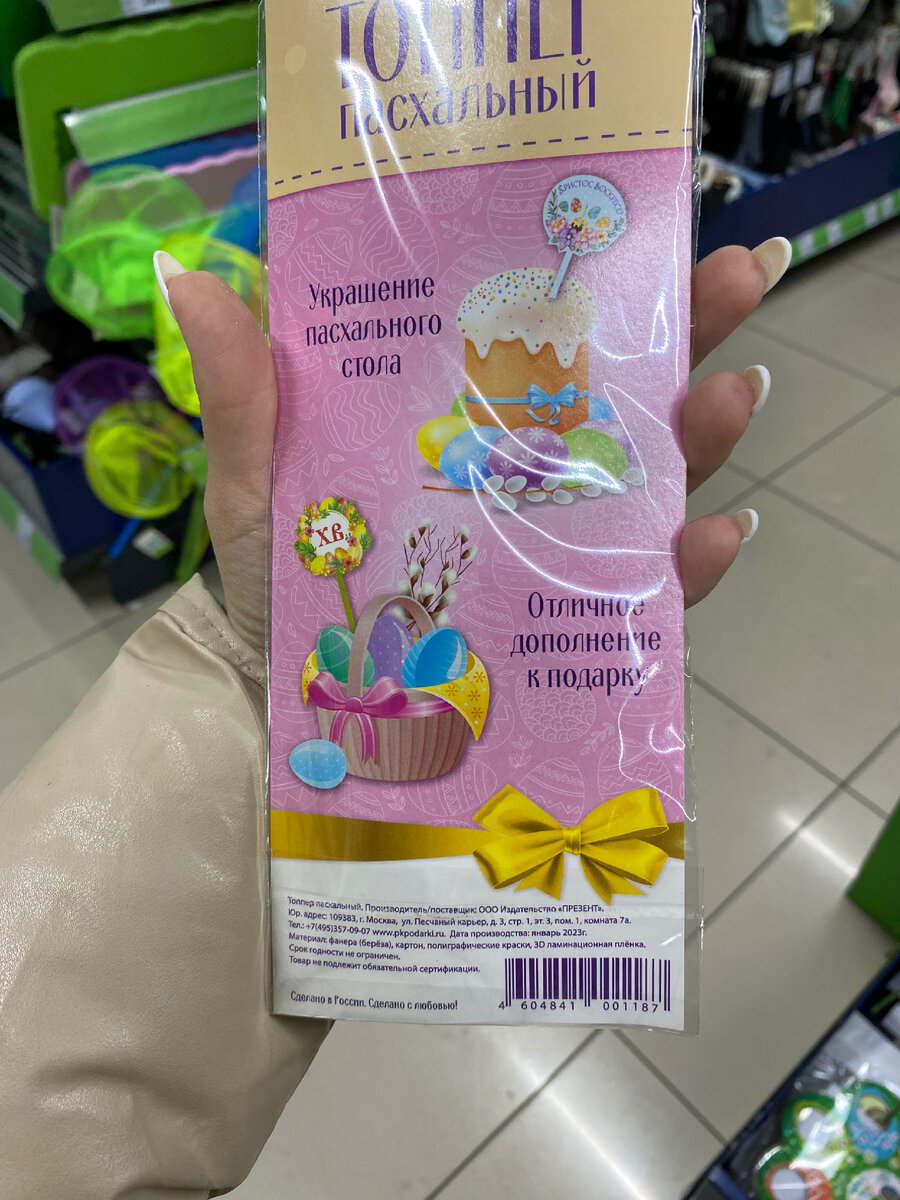 ТОППЕР
пасхальный
Христос Воскрес!
Украшение
пасхального
стола
ХВ
Отличное
дополнение
к подарку
Топпер пасхальный. Производитель/поставщик: ООО Издательство «ПРЕЗЕНТ».
Юр. адрес: 109383, г. Москва, ул. Песчаный карьер, д. 3, стр. 1, эт. 3, пом. 1, комната 7а.
Тел.: +7(495)357-09-07 www.pkpodarki.ru. Дата производства: январь 2023г.
Материал: фанера (берёза), картон, полиграфические краски, 3D ламинационная плёнка.
Срок годности не ограничен.
Товар не подлежит обязательной сертификации.
Сделано в России. Сделано с любовью!
4 604841 001187